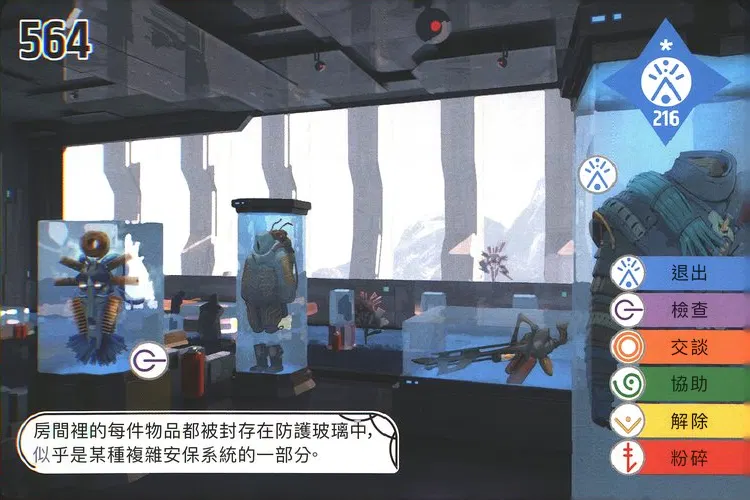 564
*
216
退出
檢查
交談
協助
解除
粉碎
房間裡的每件物品都被封存在防護玻璃中,
似乎是某種複雜安保系統的一部分。